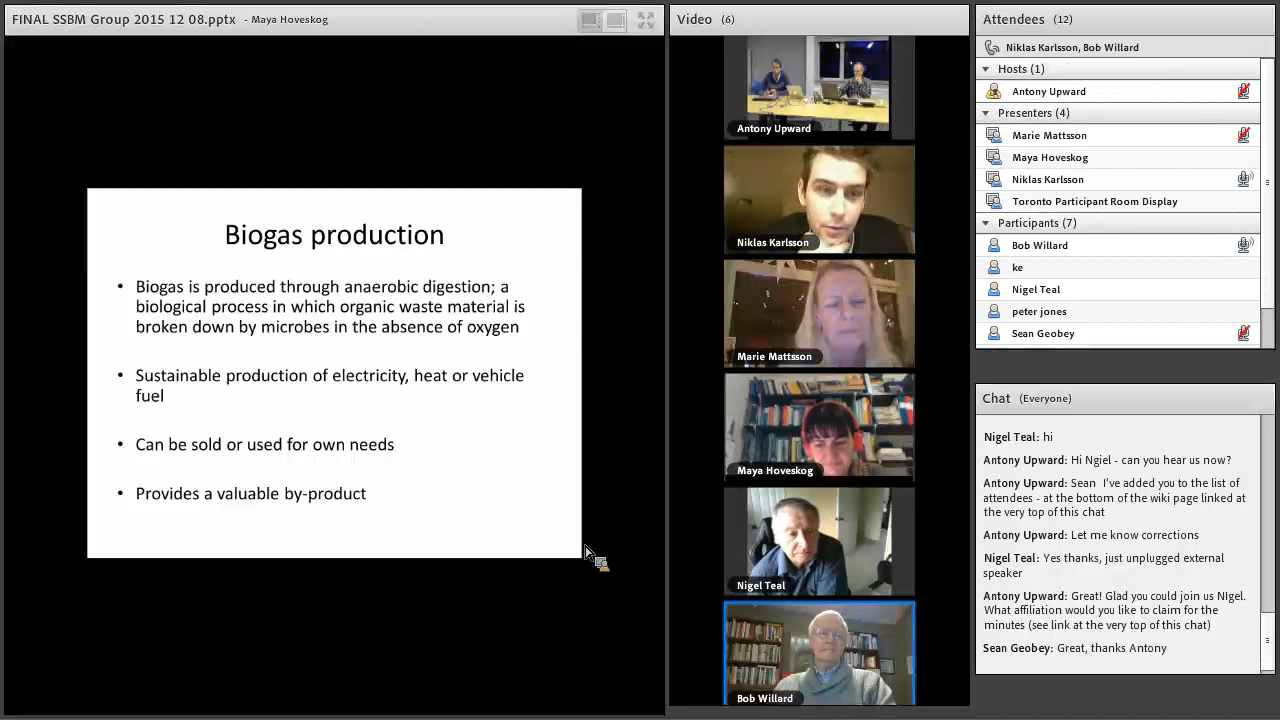 FINAL SSBM Group 2015 12 08.pptx - Maya Hoveskog
Biogas production
• Biogas is produced through anaerobic digestion; a
biological process in which organic waste material is
broken down by microbes in the absence of oxygen
• Sustainable production of electricity, heat or vehicle
fuel
• Can be sold or used for own needs
• Provides a valuable by-product
Video (6)
Antony Upward
Niklas Karlsson
Marie Mattsson
Maya Hoveskog
Nigel Teal
Bob Willard
Attendees (12)
Niklas Karlsson, Bob Willard
Hosts (1)
Antony Upward
Presenters (4)
Marie Mattsson
Maya Hoveskog
Niklas Karlsson
Toronto Participant Room Display
Participants (7)
Bob Willard
ke
Nigel Teal
peter jones
Sean Geobey
Chat (Everyone)
Nigel Teal: hi
Antony Upward: Hi Ngiel - can you hear us now?
Antony Upward: Sean I've added you to the list of
attendees - at the bottom of the wiki page linked at
the very top of this chat
Antony Upward: Let me know corrections
Nigel Teal: Yes thanks, just unplugged external
speaker
Antony Upward: Great! Glad you could join us NIgel.
What affiliation would you like to claim for the
minutes (see link at the very top of this chat)
Sean Geobey: Great, thanks Antony